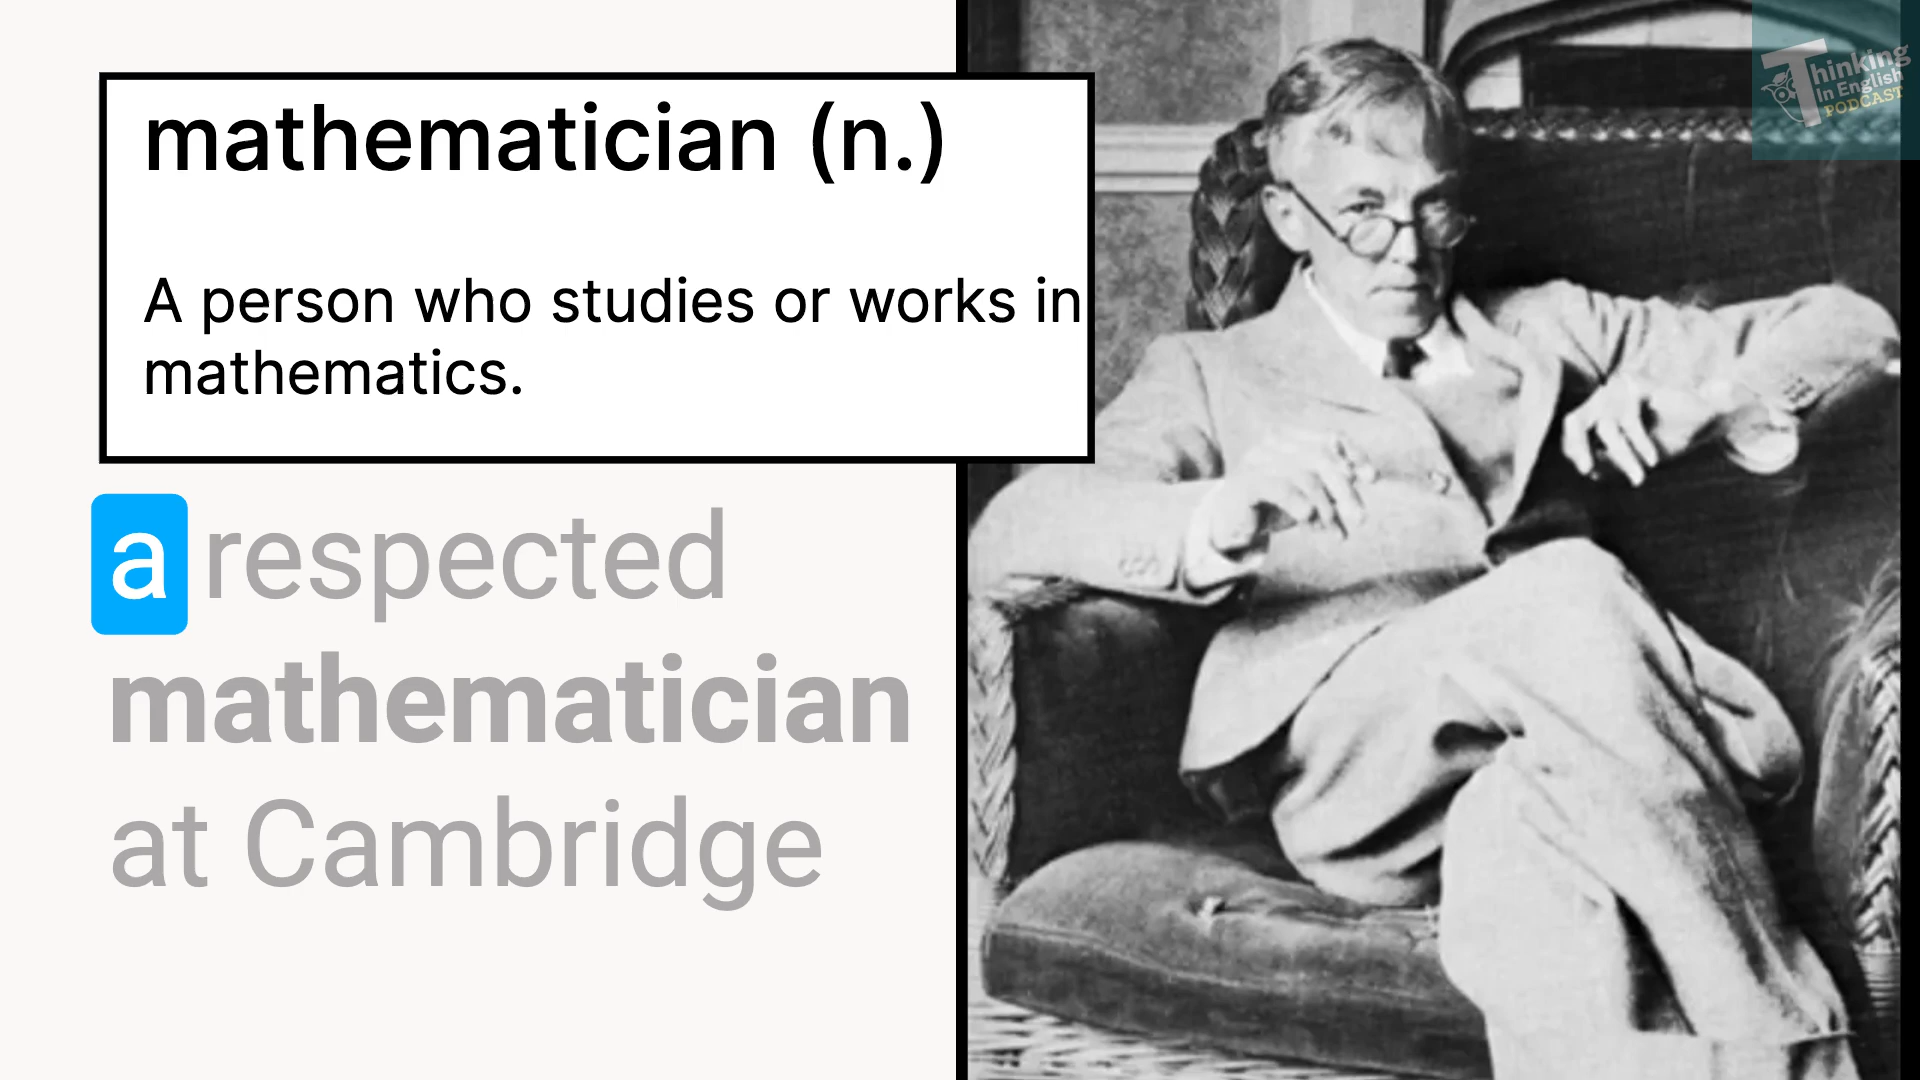 mathematician (n.)
A person who studies or works in
mathematics.
a respected
mathematician
at Cambridge
Thinking
In English
PODCAST